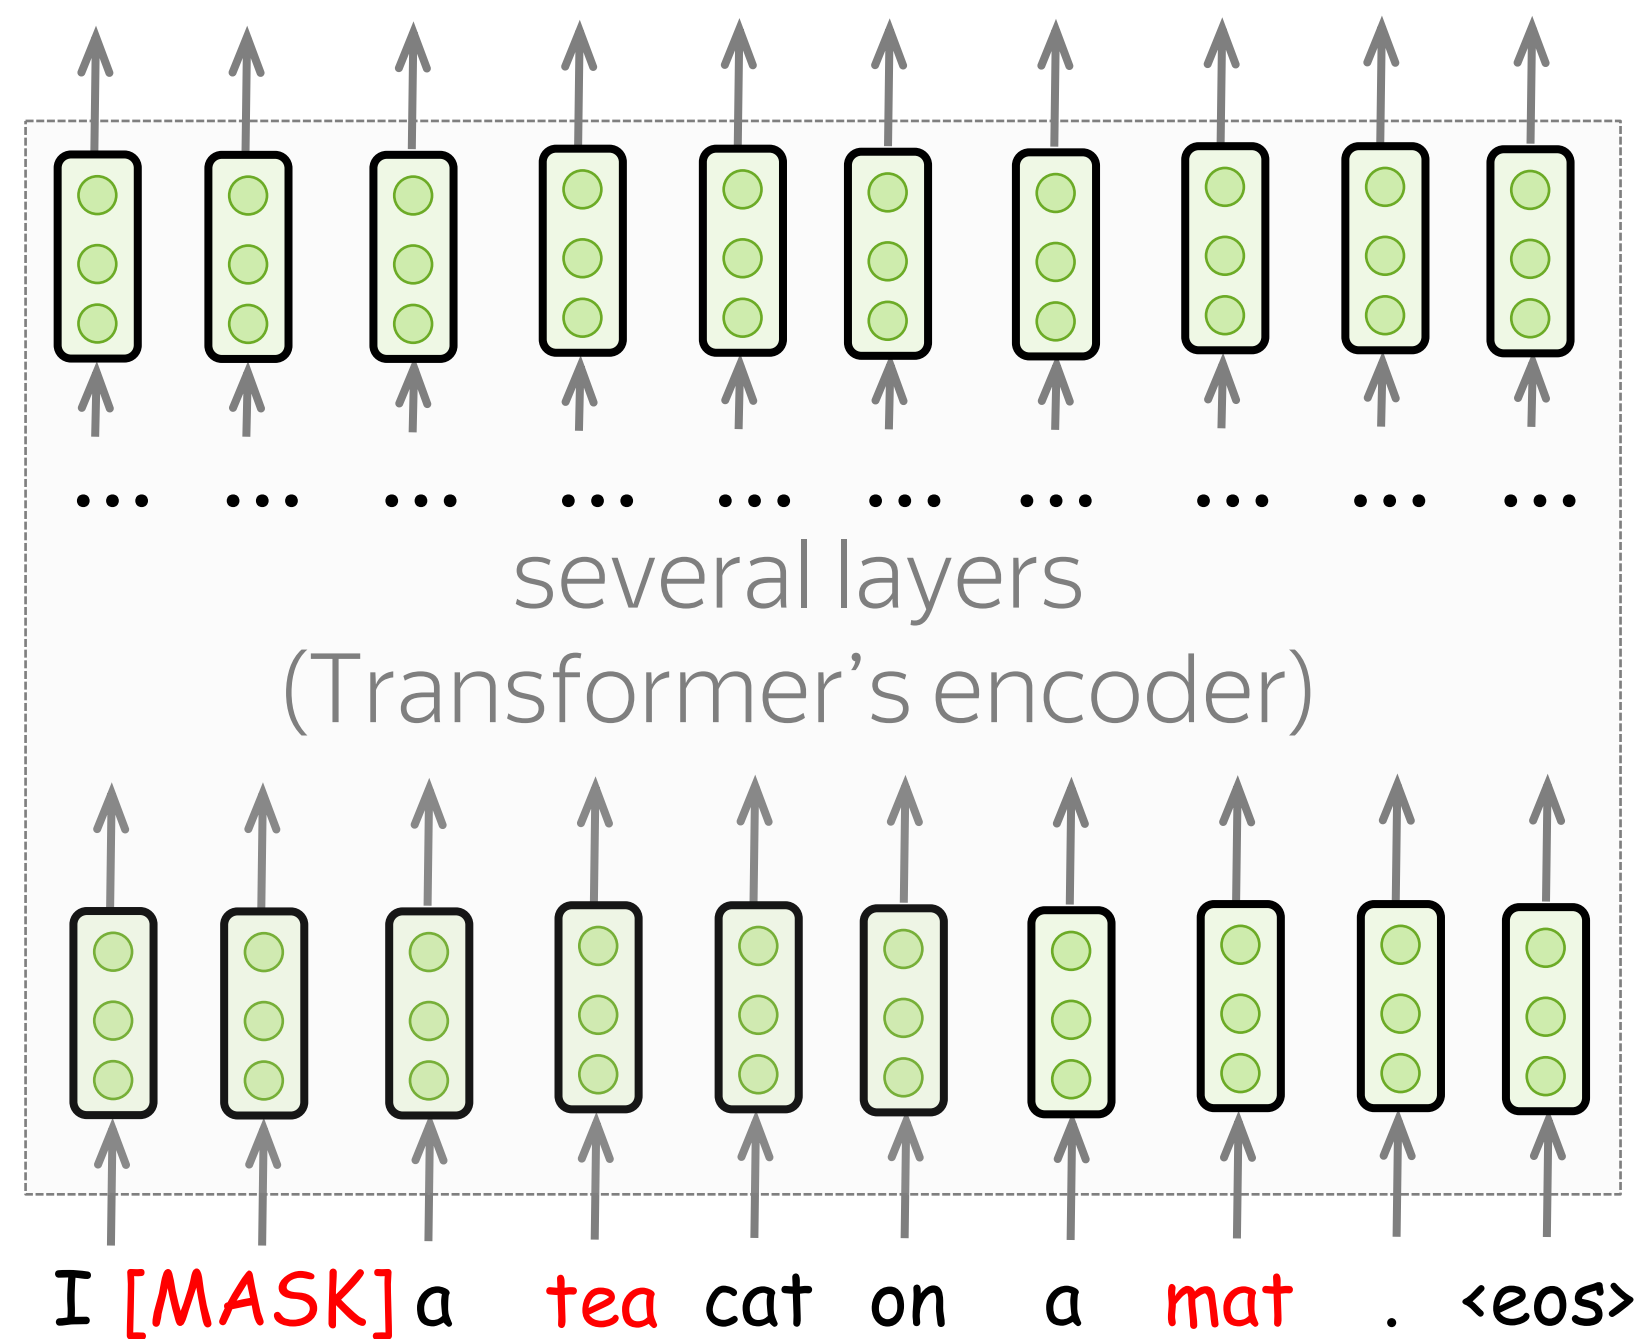 ... ... ... ... ... ... ... ... ... ...
several layers
(Transformer’s encoder)
I [MASK] a tea cat on a mat . <eos>